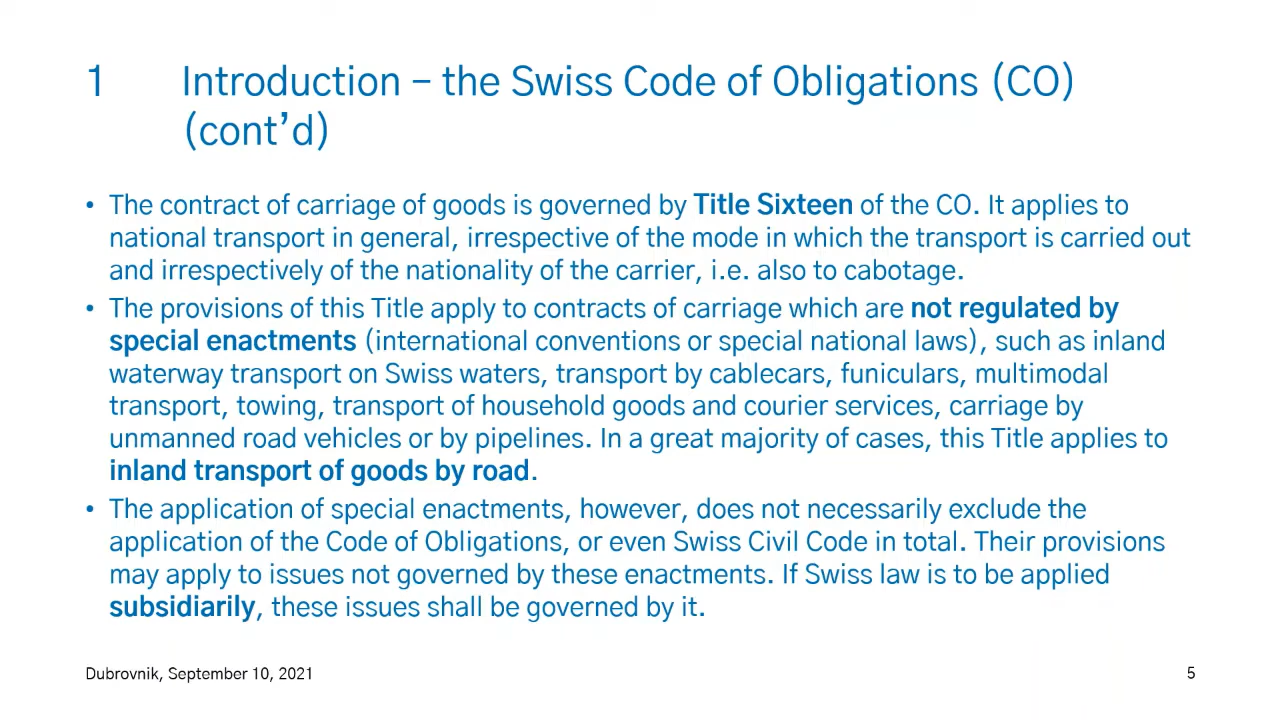 1 Introduction – the Swiss Code of Obligations (CO)
(cont’d)
• The contract of carriage of goods is governed by Title Sixteen of the CO. It applies to
national transport in general, irrespective of the mode in which the transport is carried out
and irrespectively of the nationality of the carrier, i.e. also to cabotage.
• The provisions of this Title apply to contracts of carriage which are not regulated by
special enactments (international conventions or special national laws), such as inland
waterway transport on Swiss waters, transport by cablecars, funiculars, multimodal
transport, towing, transport of household goods and courier services, carriage by
unmanned road vehicles or by pipelines. In a great majority of cases, this Title applies to
inland transport of goods by road.
• The application of special enactments, however, does not necessarily exclude the
application of the Code of Obligations, or even Swiss Civil Code in total. Their provisions
may apply to issues not governed by these enactments. If Swiss law is to be applied
subsidiarily, these issues shall be governed by it.
Dubrovnik, September 10, 2021
5